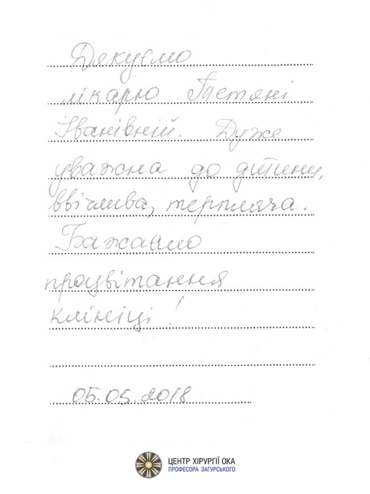 Дякуємо
лікарю Тетяні
Іванівній. Дуже
уважна до дитини,
ввічлива, терпляча.
Бажаємо
процвітання
клініці!
05.05.2018
ЦЕНТР ХІРУРГІЇ ОКА
ПРОФЕСОРА ЗАГУРСЬКОГО